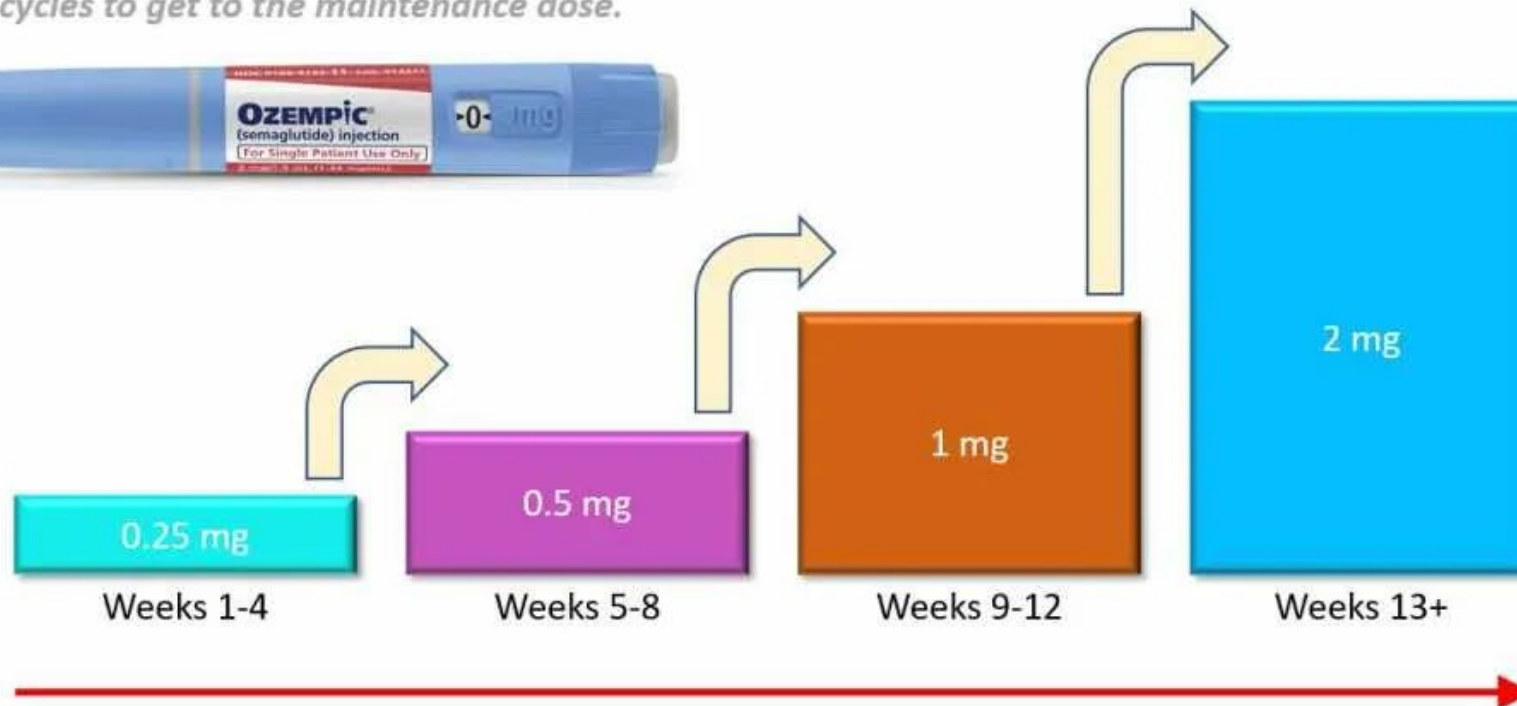 cycles to get to the maintenance dose.
OZEMPIC®
(semaglutide) injection
For Single Patient Use Only
0 mg
0.25 mg
0.5 mg
1 mg
2 mg
Weeks 1-4
Weeks 5-8
Weeks 9-12
Weeks 13+